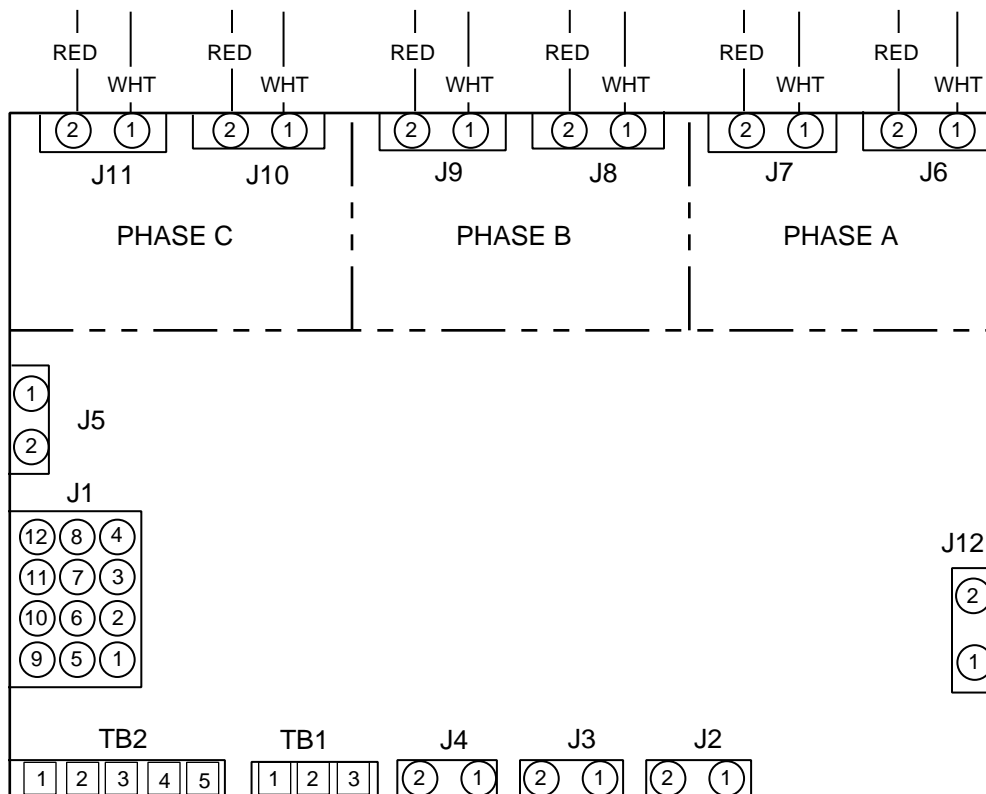 RED RED RED RED RED RED
WHT WHT WHT WHT WHT WHT
2 1 2 1 2 1 2 1 2 1 2 1
J11 J10 J9 J8 J7 J6
PHASE C PHASE B PHASE A
1
J5
2
J1
12 8 4
J12
11 7 3
2
10 6 2
9 5 1
1
TB2 TB1 J4 J3 J2
1 2 3 4 5 1 2 3 2 1 2 1 2 1